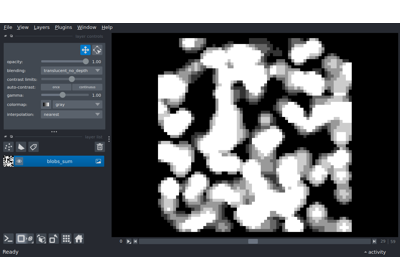 File View Layers Plugins Window Help
opacity: 1.00
blending: translucent_no_depth
contrast limits:
auto-contrast: once continuous
gamma: 1.00
colormap: gray
interpolation: nearest
blobs_sum
Ready
activity